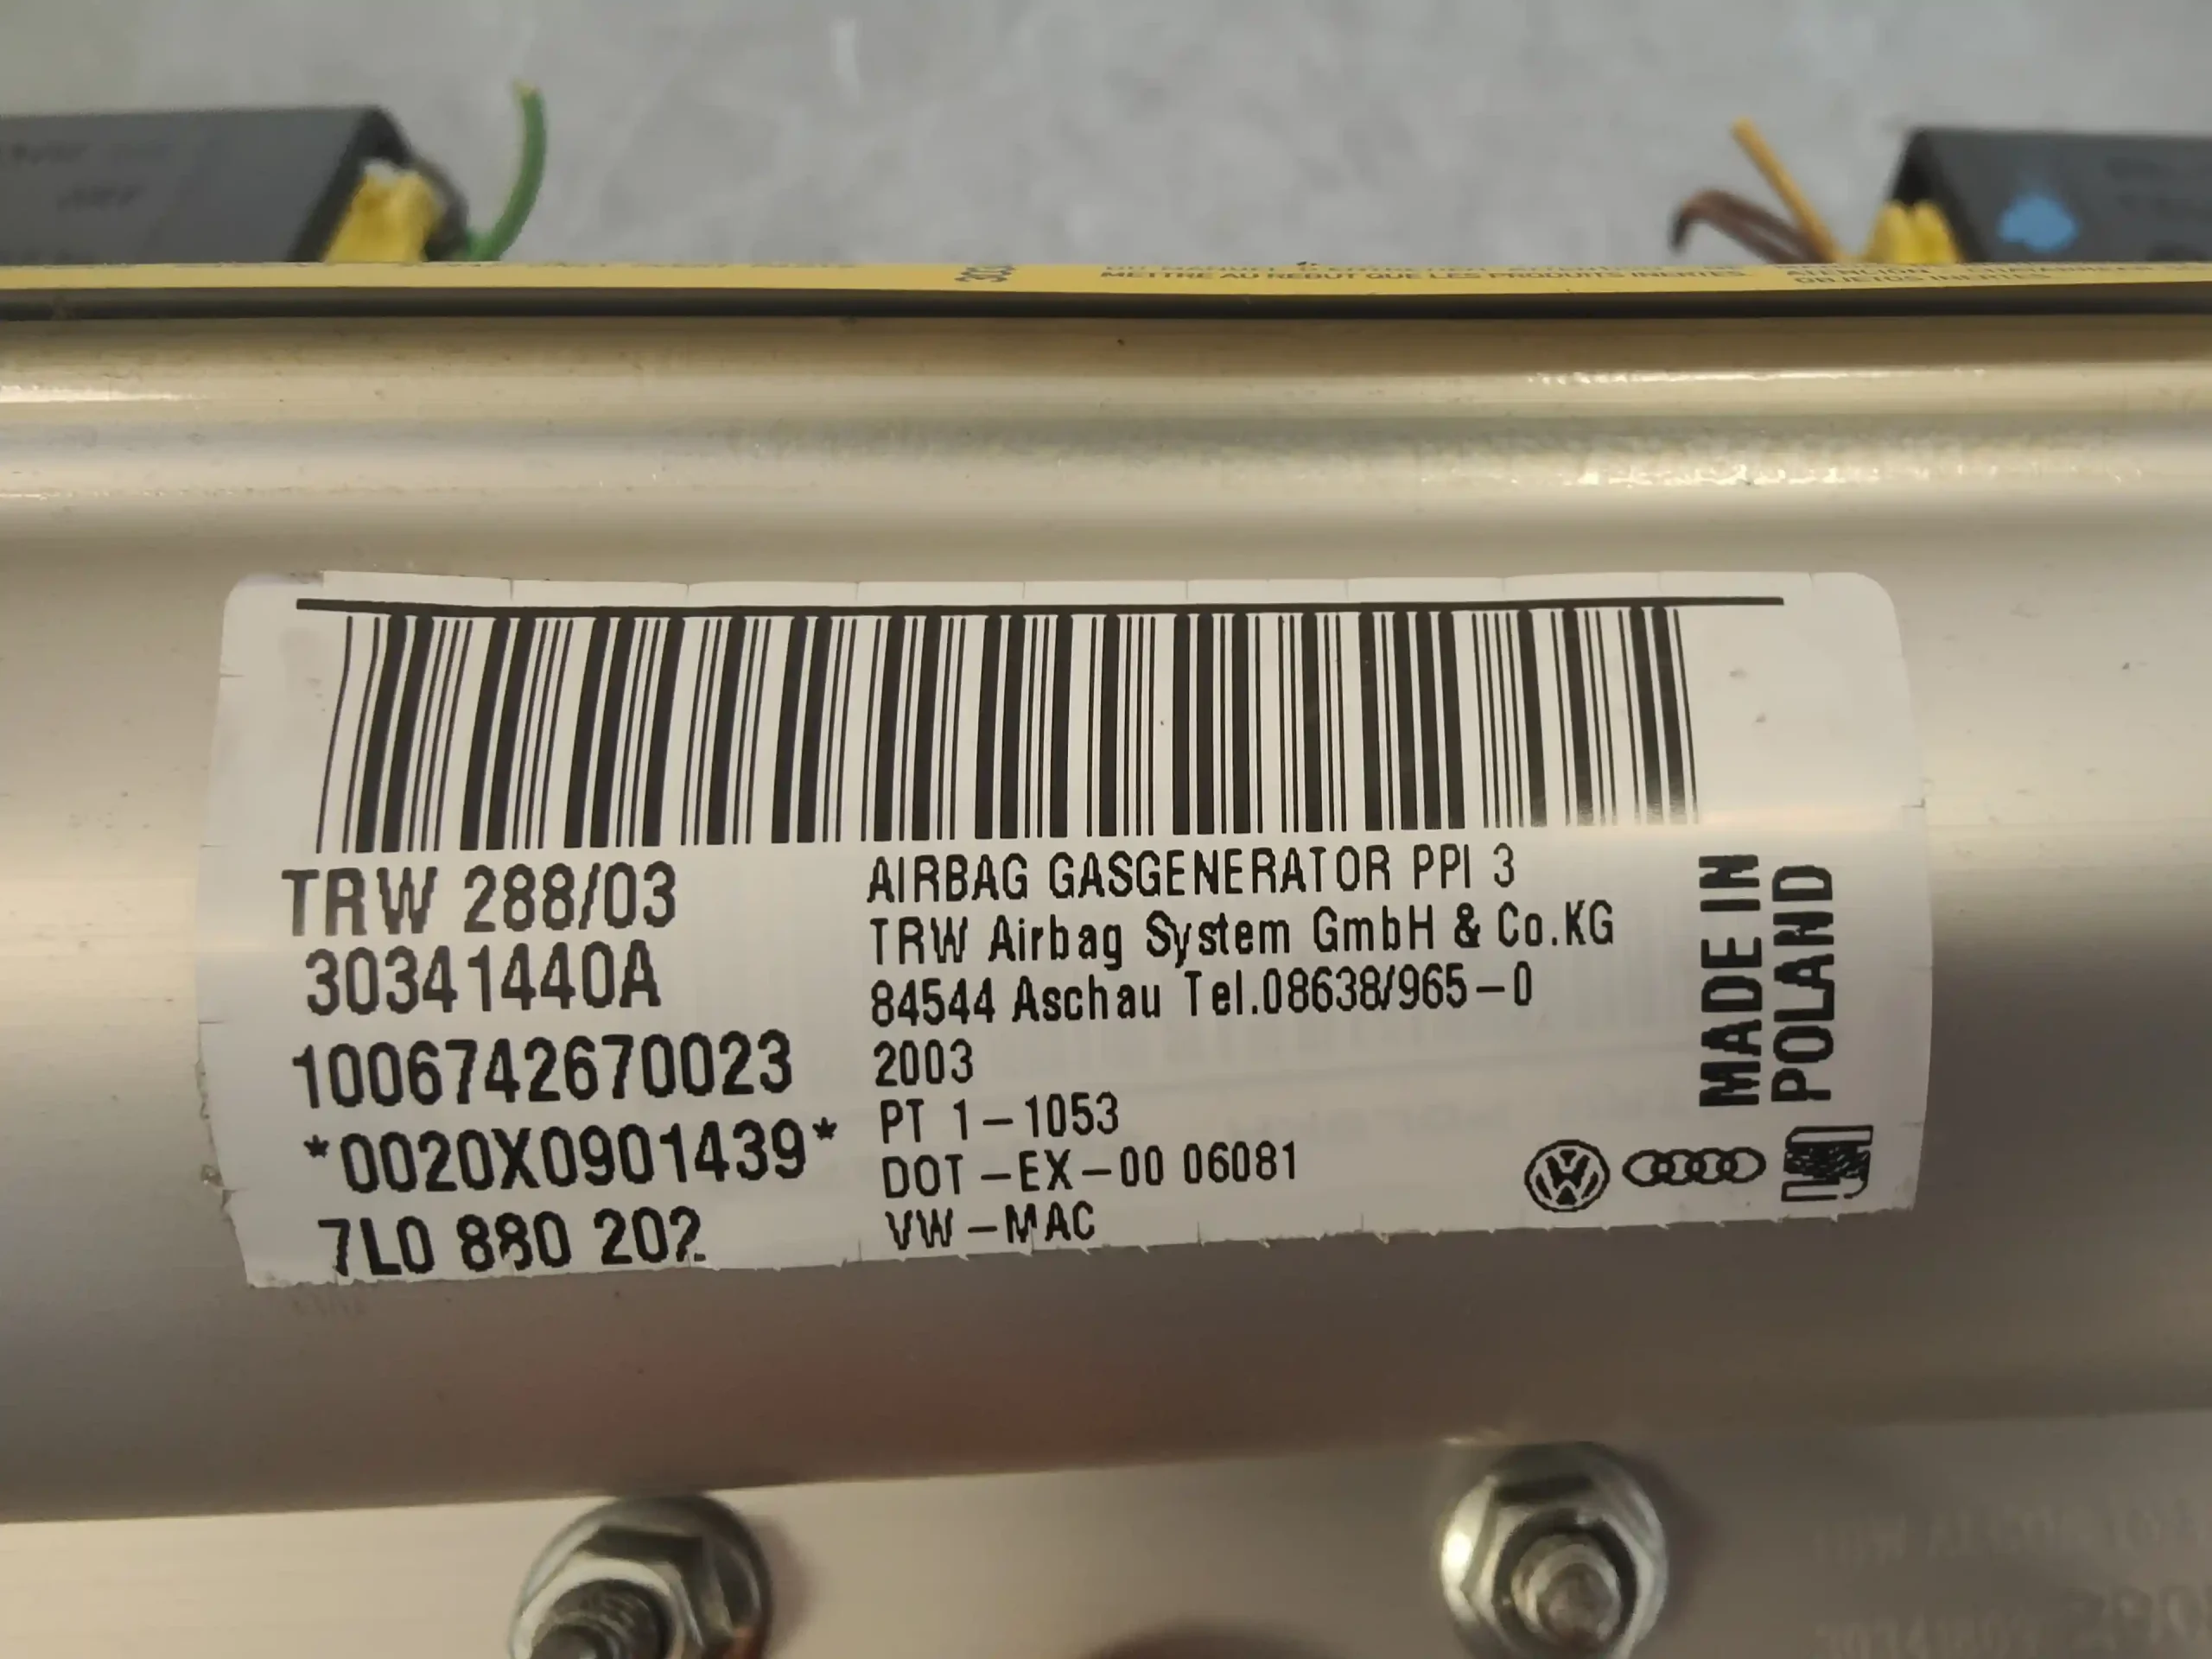 METTRE AU REBUT QUE LES PRODUITS INERTES
OBJETOS INERTES
TRW 288/03
30341440A
1006742670023
*0020X0901439*
7L0 880 202
AIRBAG GASGENERATOR PPI 3
TRW Airbag System GmbH & Co.KG
84544 Aschau Tel.08638/965-0
2003
PT 1-1053
DOT-EX-00 06081
VW-MAC
MADE IN
POLAND